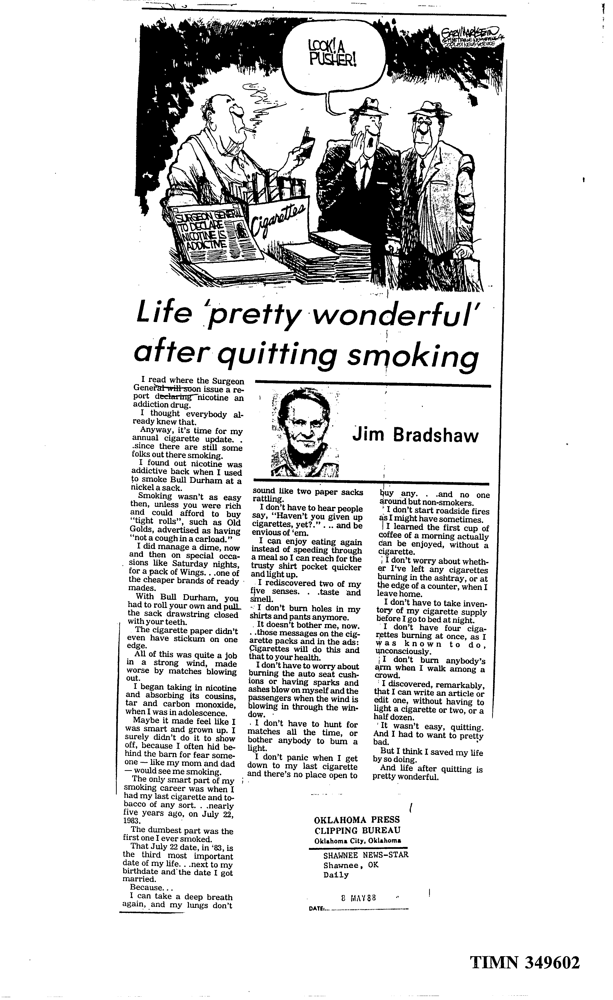 LOOK! A
PUSHER!
SURGEON GENERAL
TO DECLARE
NICOTINE IS
ADDICTIVE
Cigarettes
Life 'pretty wonderful'
after quitting smoking
I read where the Surgeon
General will soon issue a re-
port declaring nicotine an
addiction drug.
I thought everybody al-
ready knew that.
Anyway, it's time for my
annual cigarette update. .
.since there are still some
folks out there smoking.
I found out nicotine was
addictive back when I used
to smoke Bull Durham at a
nickel a sack.
Smoking wasn't as easy
then, unless you were rich
and could afford to buy
"tight rolls", such as Old
Golds, advertised as having
"not a cough in a carload."
I did manage a dime, now
and then on special occa-
sions like Saturday nights,
for a pack of Wings. . .one of
the cheaper brands of ready
mades.
With Bull Durham, you
had to roll your own and pull
the sack drawstring closed
with your teeth.
The cigarette paper didn't
even have stickum on one
edge.
All of this was quite a job
in a strong wind, made
worse by matches blowing
out.
I began taking in nicotine
and absorbing its cousins,
tar and carbon monoxide,
when I was in adolescence.
Maybe it made feel like I
was smart and grown up. I
surely didn't do it to show
off, because I often hid be-
hind the barn for fear some-
one — like my mom and dad
— would see me smoking.
The only smart part of my
smoking career was when I
had my last cigarette and to-
bacco of any sort. . .nearly
five years ago, on July 22,
1983.
The dumbest part was the
first one I ever smoked.
That July 22 date, in '83, is
the third most important
date of my life. . .next to my
birthdate and the date I got
married.
Because. . .
I can take a deep breath
again, and my lungs don't
Jim Bradshaw
sound like two paper sacks
rattling.
I don't have to hear people
say, "Haven't you given up
cigarettes, yet?." . . and be
envious of 'em.
I can enjoy eating again
instead of speeding through
a meal so I can reach for the
trusty shirt pocket quicker
and light up.
I rediscovered two of my
five senses. . .taste and
smell.
I don't burn holes in my
shirts and pants anymore.
It doesn't bother me, now.
. .those messages on the cig-
arette packs and in the ads:
Cigarettes will do this and
that to your health.
I don't have to worry about
burning the auto seat cush-
ions or having sparks and
ashes blow on myself and the
passengers when the wind is
blowing in through the win-
dow.
I don't have to hunt for
matches all the time, or
bother anybody to bum a
light.
I don't panic when I get
down to my last cigarette
and there's no place open to
buy any. . .and no one
around but non-smokers.
I don't start roadside fires
as I might have sometimes.
I learned the first cup of
coffee of a morning actually
can be enjoyed, without a
cigarette.
I don't worry about wheth-
er I've left any cigarettes
burning in the ashtray, or at
the edge of a counter, when I
leave home.
I don't have to take inven-
tory of my cigarette supply
before I go to bed at night.
I don't have four ciga-
rettes burning at once, as I
was known to do,
unconsciously.
I don't burn anybody's
arm when I walk among a
crowd.
I discovered, remarkably,
that I can write an article or
edit one, without having to
light a cigarette or two, or a
half dozen.
It wasn't easy, quitting.
And I had to want to pretty
bad.
But I think I saved my life
by so doing.
And life after quitting is
pretty wonderful.
OKLAHOMA PRESS
CLIPPING BUREAU
Oklahoma City, Oklahoma
SHAWNEE NEWS-STAR
Shawnee, OK
Daily
8 MAY 88
DATE:
TIMN 349602